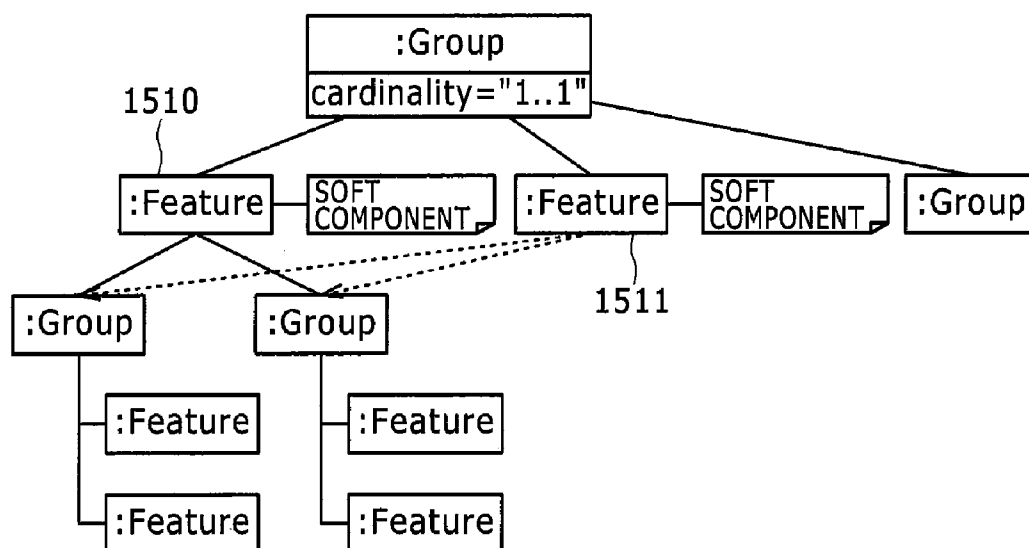 :Group
cardinality="1..1"
1510
:Feature
SOFT
COMPONENT
:Feature
SOFT
COMPONENT
:Group
1511
:Group
:Group
:Feature
:Feature
:Feature
:Feature